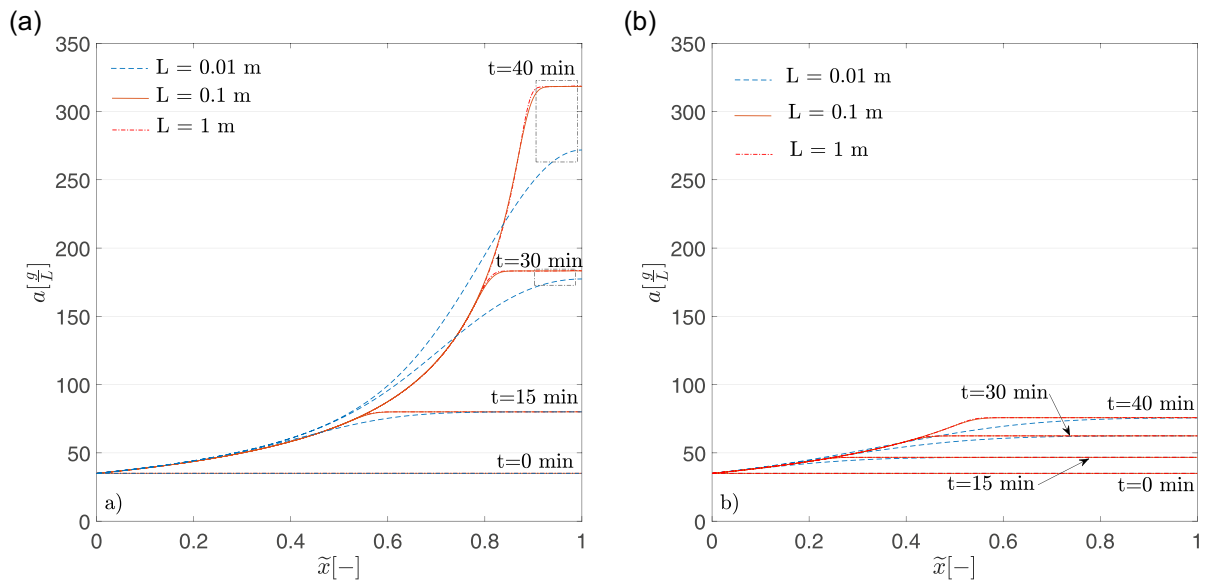 (a)
350
300
250
200
150
100
50
0
a[g/L]
L = 0.01 m
L = 0.1 m
L = 1 m
t=40 min
t=30 min
t=15 min
t=0 min
a)
0 0.2 0.4 0.6 0.8 1
x̃[−]
(b)
350
300
250
200
150
100
50
0
a[g/L]
L = 0.01 m
L = 0.1 m
L = 1 m
t=30 min
t=40 min
t=15 min
t=0 min
b)
0 0.2 0.4 0.6 0.8 1
x̃[−]